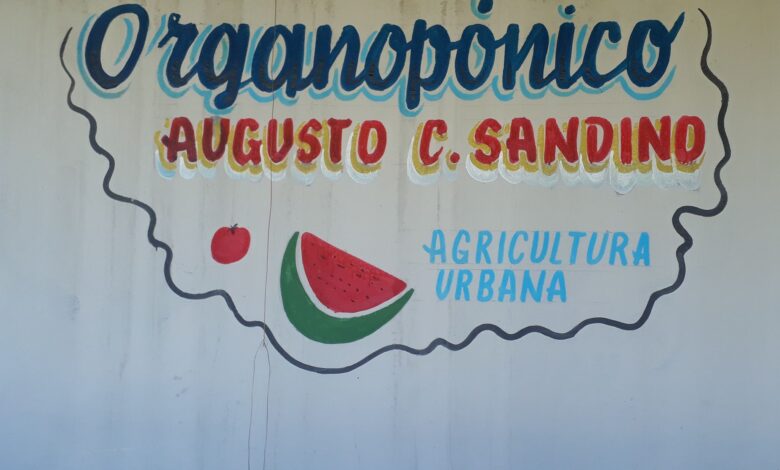 Organopónico
AUGUSTO C. SANDINO
AGRICULTURA
URBANA